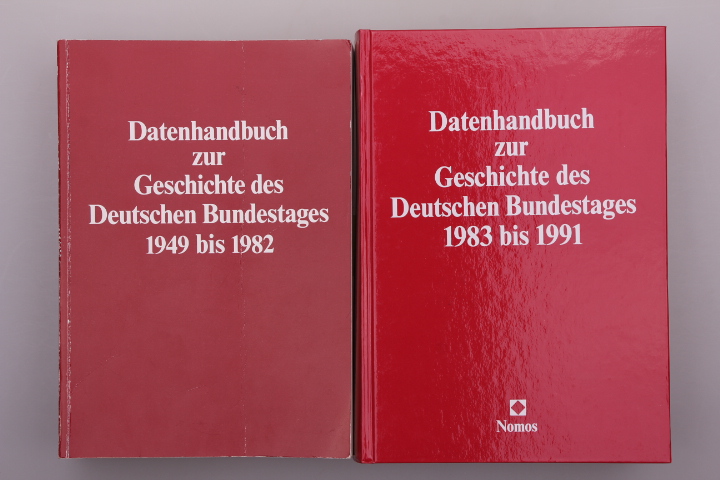 Datenhandbuch
zur
Geschichte des
Deutschen Bundestages
1949 bis 1982
Datenhandbuch
zur
Geschichte des
Deutschen Bundestages
1983 bis 1991
Nomos